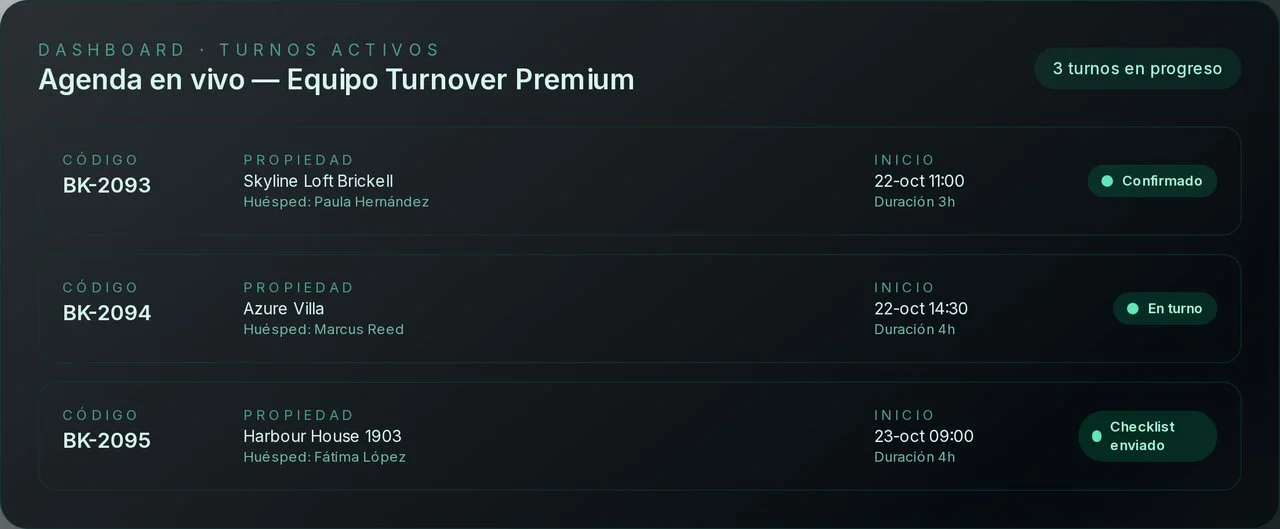 DASHBOARD · TURNOS ACTIVOS
Agenda en vivo — Equipo Turnover Premium
3 turnos en progreso
CÓDIGO
BK-2093
PROPIEDAD
Skyline Loft Brickell
Huésped: Paula Hernández
INICIO
22-oct 11:00
Duración 3h
Confirmado
CÓDIGO
BK-2094
PROPIEDAD
Azure Villa
Huésped: Marcus Reed
INICIO
22-oct 14:30
Duración 4h
En turno
CÓDIGO
BK-2095
PROPIEDAD
Harbour House 1903
Huésped: Fátima López
INICIO
23-oct 09:00
Duración 4h
Checklist
enviado